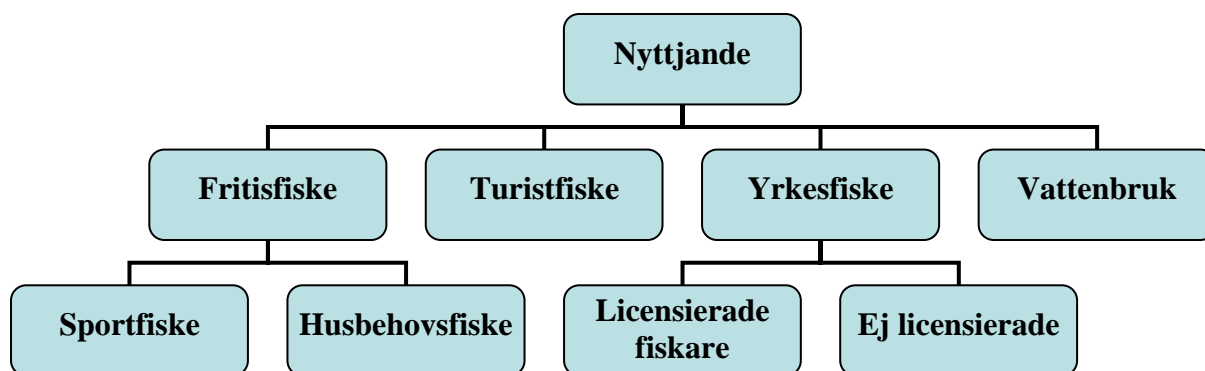 Nyttjande
Fritisfiske
Turistfiske
Yrkesfiske
Vattenbruk
Sportfiske
Husbehovsfiske
Licensierade
fiskare
Ej licensierade